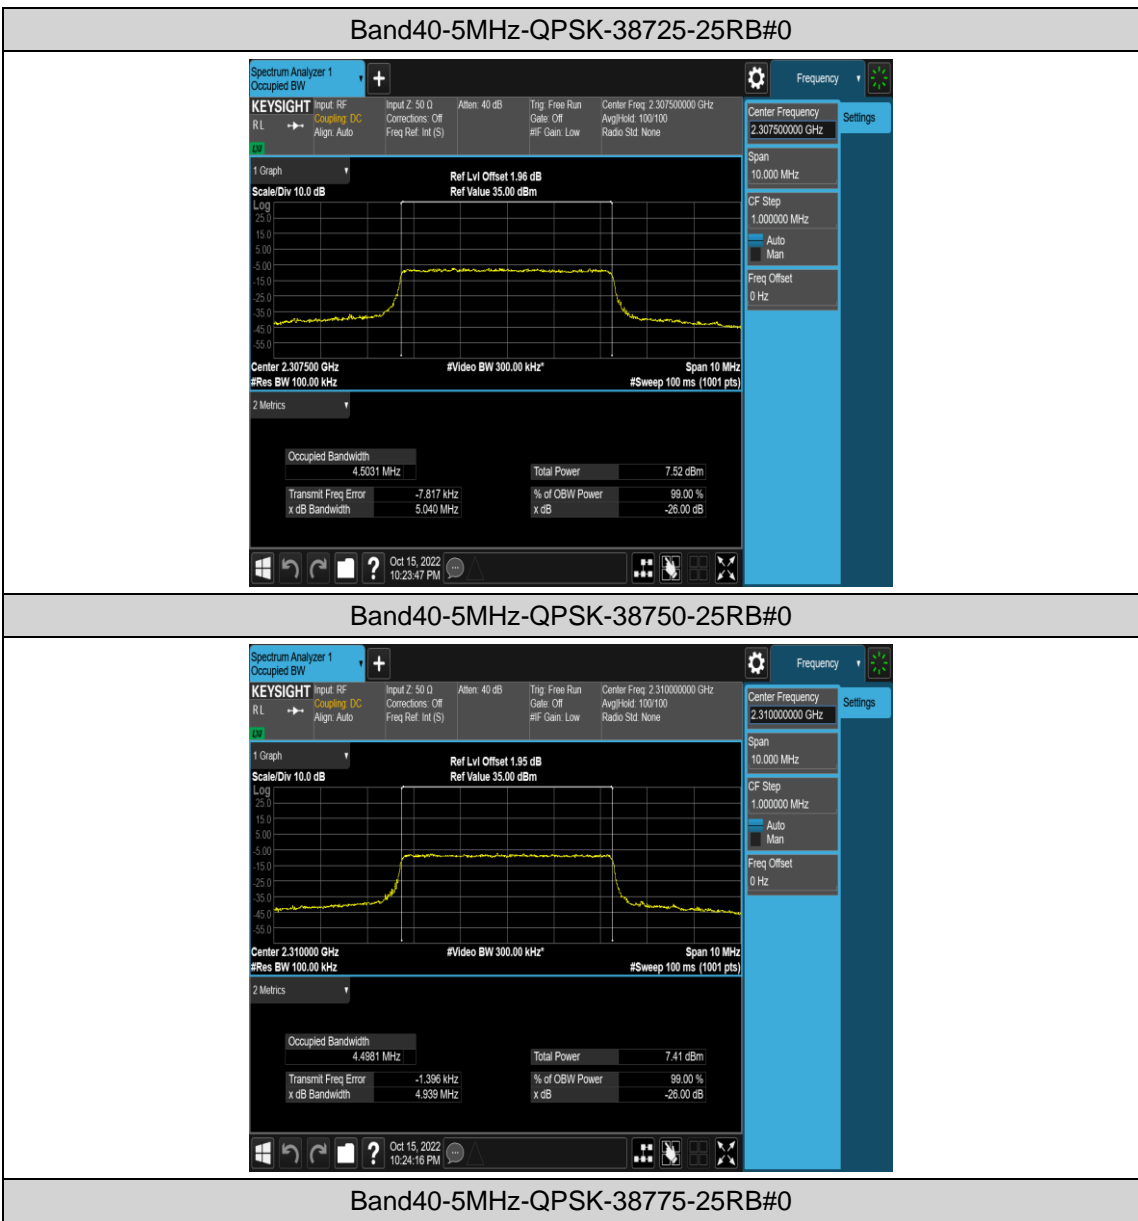 Band40-5MHz-QPSK-38725-25RB#0
Spectrum Analyzer 1
Occupied BW
Frequency
KEYSIGHT
RL
LXI
Input: RF
Coupling: DC
Align: Auto
Input Z: 50 Ω
Corrections: Off
Freq Ref: Int (S)
Atten: 40 dB
Trig: Free Run
Gate: Off
#IF Gain: Low
Center Freq: 2.307500000 GHz
Avg|Hold: 100/100
Radio Std: None
Center Frequency
2.307500000 GHz
Settings
Span
10.000 MHz
CF Step
1.000000 MHz
Auto
Man
Freq Offset
0 Hz
1 Graph
Scale/Div 10.0 dB
Ref Lvl Offset 1.96 dB
Ref Value 35.00 dBm
Log
25.0
15.0
5.00
-5.00
-15.0
-25.0
-35.0
-45.0
-55.0
Center 2.307500 GHz
#Video BW 300.00 kHz*
Span 10 MHz
#Res BW 100.00 kHz
#Sweep 100 ms (1001 pts)
2 Metrics
Occupied Bandwidth
4.5031 MHz
Total Power 7.52 dBm
Transmit Freq Error -7.817 kHz
% of OBW Power 99.00 %
x dB Bandwidth 5.040 MHz
x dB -26.00 dB
Oct 15, 2022
10:23:47 PM
Band40-5MHz-QPSK-38750-25RB#0
Spectrum Analyzer 1
Occupied BW
Frequency
KEYSIGHT
RL
LXI
Input: RF
Coupling: DC
Align: Auto
Input Z: 50 Ω
Corrections: Off
Freq Ref: Int (S)
Atten: 40 dB
Trig: Free Run
Gate: Off
#IF Gain: Low
Center Freq: 2.310000000 GHz
Avg|Hold: 100/100
Radio Std: None
Center Frequency
2.310000000 GHz
Settings
Span
10.000 MHz
CF Step
1.000000 MHz
Auto
Man
Freq Offset
0 Hz
1 Graph
Scale/Div 10.0 dB
Ref Lvl Offset 1.95 dB
Ref Value 35.00 dBm
Log
25.0
15.0
5.00
-5.00
-15.0
-25.0
-35.0
-45.0
-55.0
Center 2.310000 GHz
#Video BW 300.00 kHz*
Span 10 MHz
#Res BW 100.00 kHz
#Sweep 100 ms (1001 pts)
2 Metrics
Occupied Bandwidth
4.4981 MHz
Total Power 7.41 dBm
Transmit Freq Error -1.396 kHz
% of OBW Power 99.00 %
x dB Bandwidth 4.939 MHz
x dB -26.00 dB
Oct 15, 2022
10:24:16 PM
Band40-5MHz-QPSK-38775-25RB#0